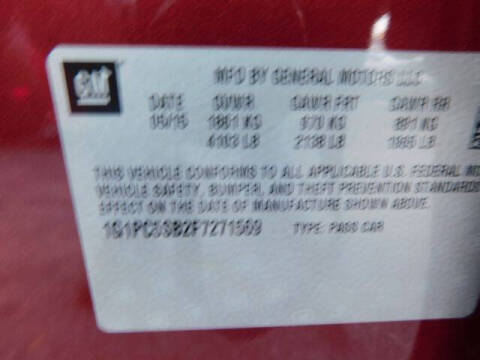 GM
MFD BY GENERAL MOTORS LLC
DATE GVWR GAWR FRT GAWR RR
05/15 1861 KG 970 KG 891 KG
4103 LB 2138 LB 1965 LB
THIS VEHICLE CONFORMS TO ALL APPLICABLE U.S. FEDERAL
VEHICLE SAFETY, BUMPER, AND THEFT PREVENTION STANDARDS
EFFECT ON THE DATE OF MANUFACTURE SHOWN ABOVE.
1G1PC5SB2F7271569 TYPE: PASS CAR